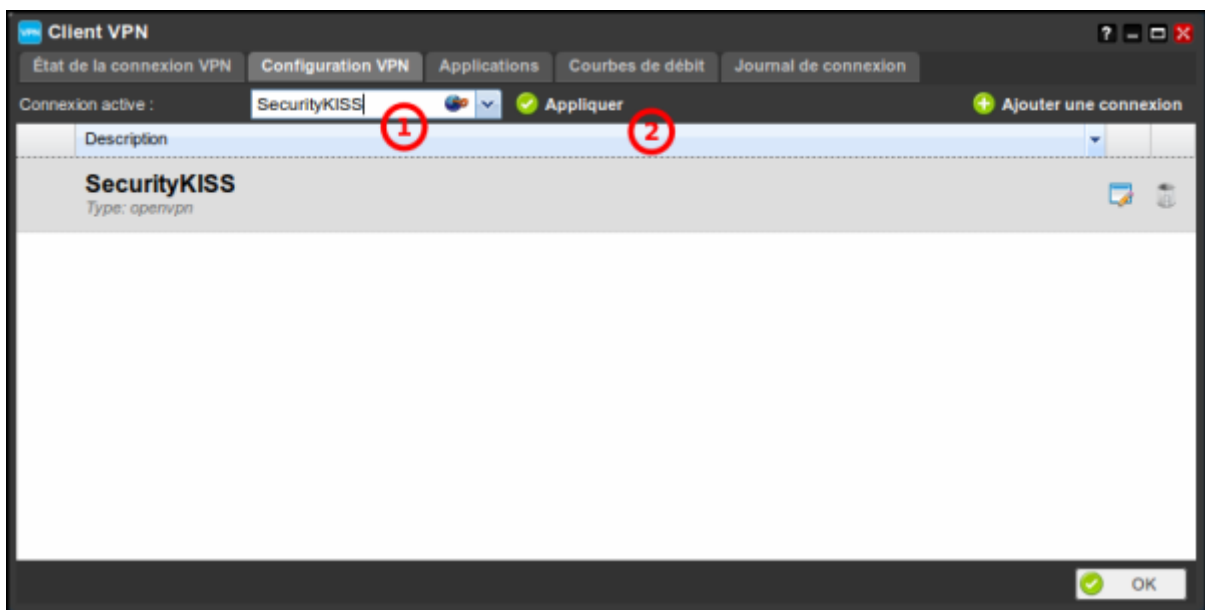 VPN Client VPN ?
État de la connexion VPN Configuration VPN Applications Courbes de débit Journal de connexion
Connexion active : SecurityKISS Appliquer Ajouter une connexion
1 2
Description
SecurityKISS
Type: openvpn
OK